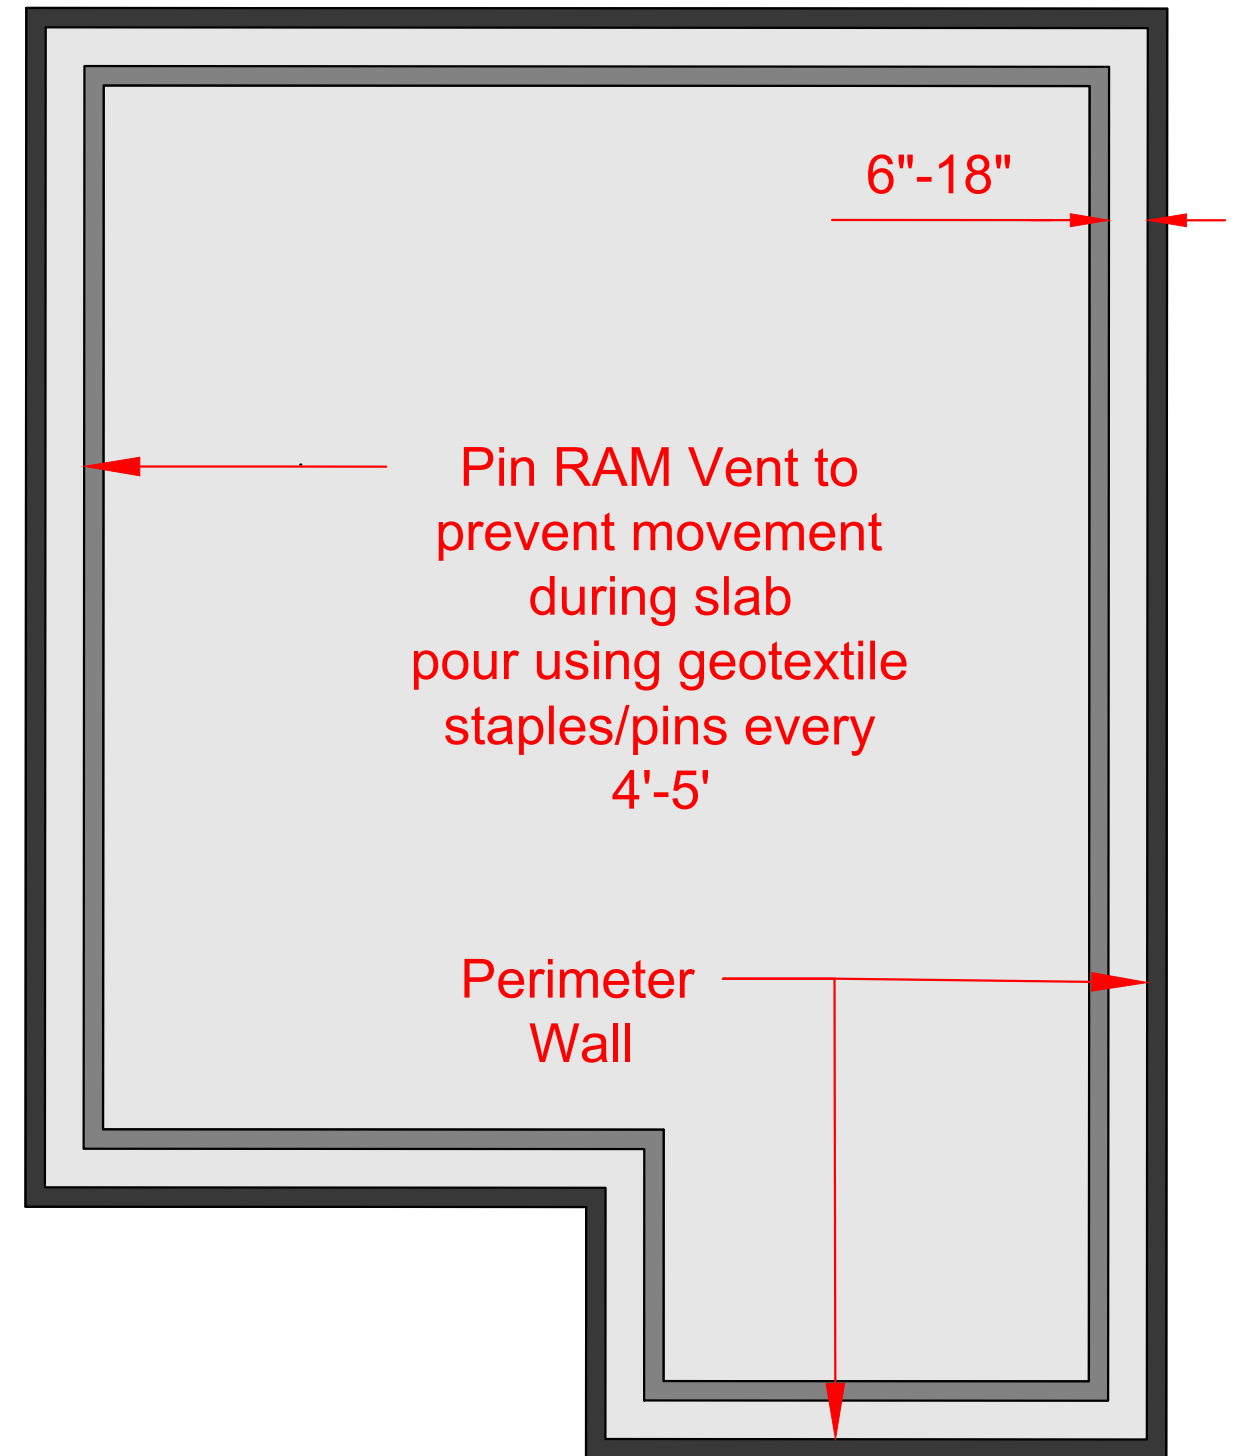 6"-18"
Pin RAM Vent to
prevent movement
during slab
pour using geotextile
staples/pins every
4'-5'
Perimeter
Wall